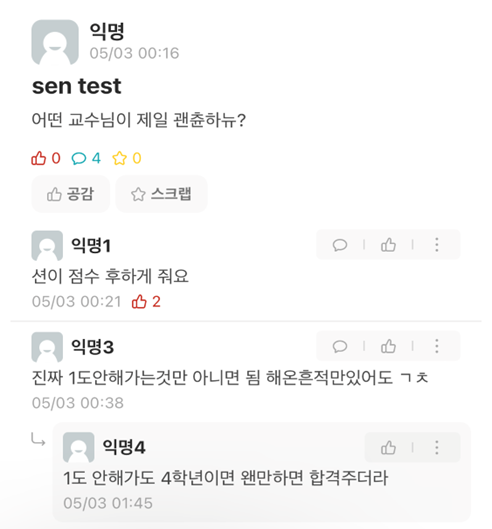 익명
05/03 00:16
sen test
어떤 교수님이 제일 괜츈하뉴?
0 4 0
공감 스크랩
익명1
션이 점수 후하게 줘요
05/03 00:21 2
익명3
진짜 1도안해가는것만 아니면 됨 해온흔적만있어도 ㄱㅊ
05/03 00:38
익명4
1도 안해가도 4학년이면 왠만하면 합격주더라
05/03 01:45